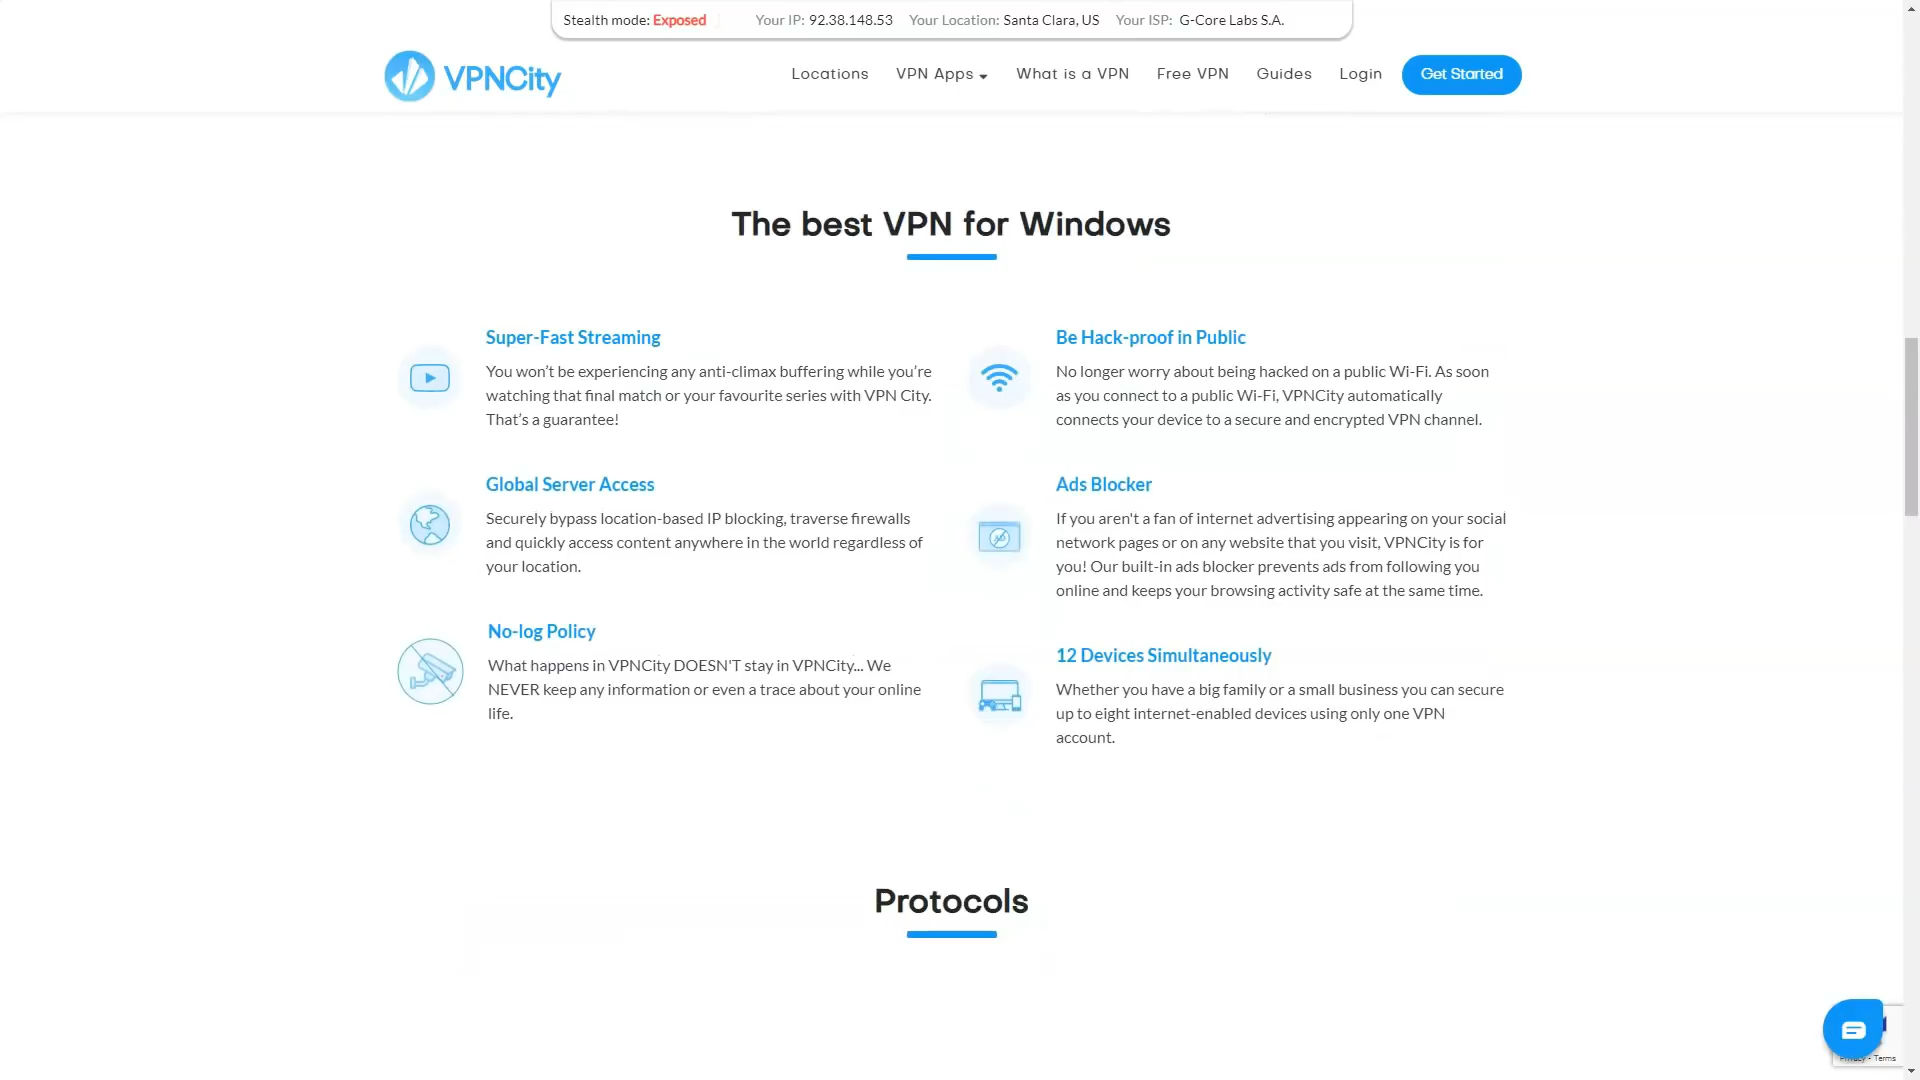 Stealth mode: Exposed Your IP: 92.38.148.53 Your Location: Santa Clara, US Your ISP: G-Core Labs S.A.
VPNCity Locations VPN Apps What is a VPN Free VPN Guides Login Get Started
The best VPN for Windows
Super-Fast Streaming
You won’t be experiencing any anti-climax buffering while you’re
watching that final match or your favourite series with VPN City.
That’s a guarantee!
Be Hack-proof in Public
No longer worry about being hacked on a public Wi-Fi. As soon
as you connect to a public Wi-Fi, VPNCity automatically
connects your device to a secure and encrypted VPN channel.
Global Server Access
Securely bypass location-based IP blocking, traverse firewalls
and quickly access content anywhere in the world regardless of
your location.
Ads Blocker
AD
If you aren't a fan of internet advertising appearing on your social
network pages or on any website that you visit, VPNCity is for
you! Our built-in ads blocker prevents ads from following you
online and keeps your browsing activity safe at the same time.
No-log Policy
What happens in VPNCity DOESN'T stay in VPNCity... We
NEVER keep any information or even a trace about your online
life.
12 Devices Simultaneously
Whether you have a big family or a small business you can secure
up to eight internet-enabled devices using only one VPN
account.
Protocols
Privacy - Terms